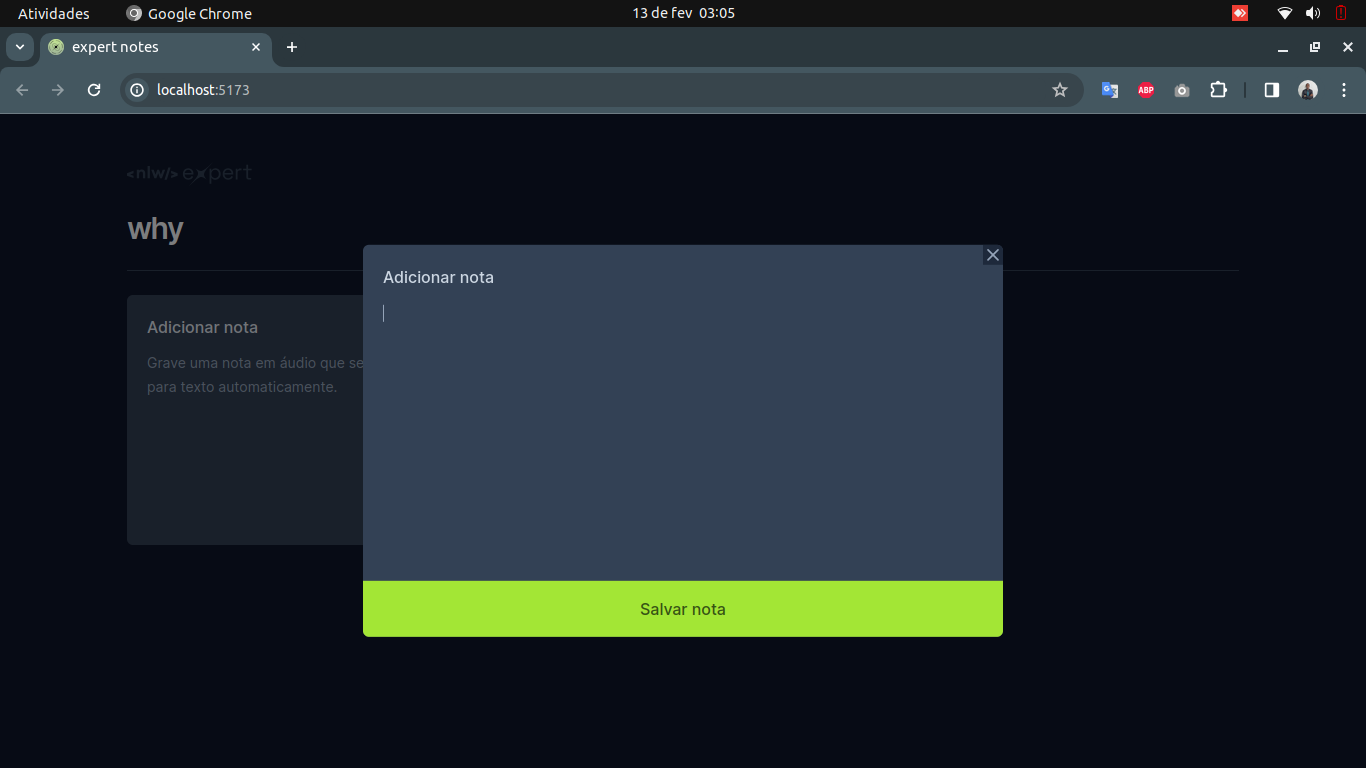 Atividades Google Chrome 13 de fev 03:05
expert notes
localhost:5173
ABP
<nlw/> expert
why
Adicionar nota
Adicionar nota
Grave uma nota em áudio que se
para texto automaticamente.
Salvar nota